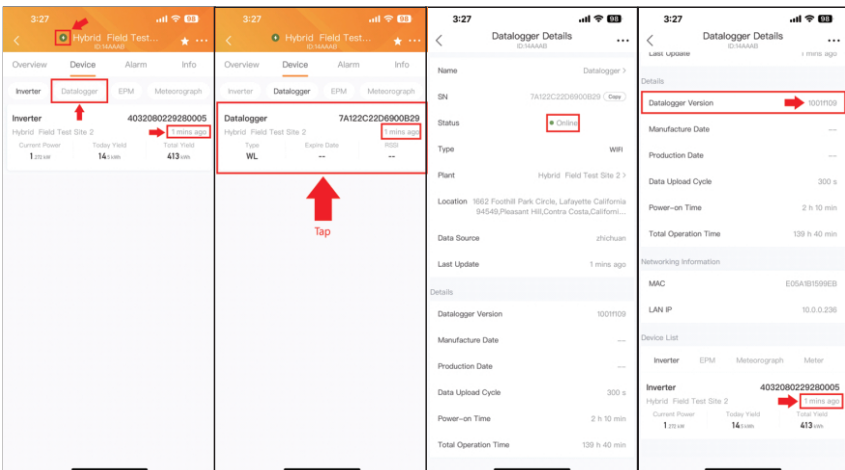 3:27
98
Hybrid Field Test...
ID:14AAAB
Overview Device Alarm Info
Inverter Datalogger EPM Meteorograph
Inverter 4032080229280005
Hybrid Field Test Site 2 1 mins ago
Current Power Today Yield Total Yield
413 kWh
3:27
98
Hybrid Field Test...
ID:14AAAB
Overview Device Alarm Info
Inverter Datalogger EPM Meteorograph
Datalogger 7A122C22D6900B29
Hybrid Field Test Site 2 1 mins ago
Type Expire Date RSSI
WL -- --
Tap
3:27
98
Datalogger Details
ID:14AAAB
Name Datalogger >
SN 7A122C22D6900B29 Copy
Status Online
Type WIFI
Plant Hybrid Field Test Site 2 >
Location 1662 Foothill Park Circle, Lafayette California
94549,Pleasant Hill,Contra Costa,Californi...
Data Source zhichuan
Last Update 1 mins ago
Details
Datalogger Version 1001f109
Manufacture Date ---
Production Date ---
Data Upload Cycle 300 s
Power-on Time 2 h 10 min
Total Operation Time 139 h 40 min
3:27
98
Datalogger Details
ID:14AAAB
Last Update 1 mins ago
Details
Datalogger Version 1001f109
Manufacture Date ---
Production Date ---
Data Upload Cycle 300 s
Power-on Time 2 h 10 min
Total Operation Time 139 h 40 min
Networking Information
MAC E05A1B1599EB
LAN IP 10.0.0.236
Device List
Inverter EPM Meteorograph Meter
Inverter 4032080229280005
Hybrid Field Test Site 2 1 mins ago
Current Power Today Yield Total Yield
413 kWh